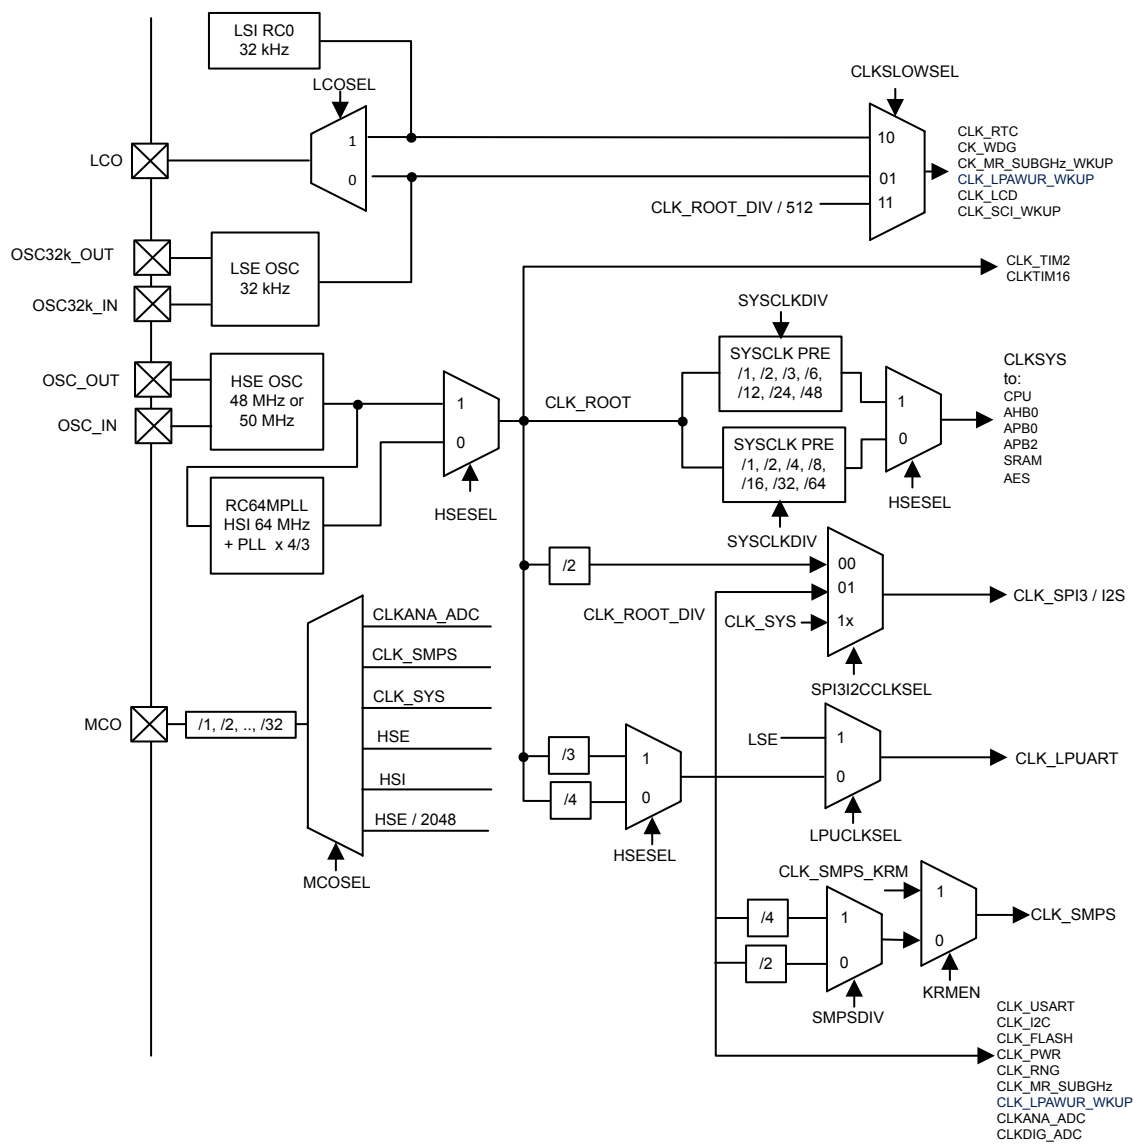 LSI RC0
32 kHz
LCOSEL
CLKSLOWSEL
1
0
10
01
11
LCO
CLK_ROOT_DIV / 512
CLK_RTC
CK_WDG
CK_MR_SUBGHz_WKUP
CLK_LPAWUR_WKUP
CLK_LCD
CLK_SCI_WKUP
OSC32k_OUT
OSC32k_IN
LSE OSC
32 kHz
CLK_TIM2
CLKTIM16
OSC_OUT
OSC_IN
HSE OSC
48 MHz or
50 MHz
1
0
HSESEL
CLK_ROOT
SYSCLKDIV
SYSCLK PRE
/1, /2, /3, /6,
/12, /24, /48
SYSCLK PRE
/1, /2, /4, /8,
/16, /32, /64
SYSCLKDIV
1
0
HSESEL
CLKSYS
to:
CPU
AHB0
APB0
APB2
SRAM
AES
RC64MPLL
HSI 64 MHz
+ PLL x 4/3
/2
CLK_ROOT_DIV
CLK_SYS
00
01
1x
SPI3I2CCLKSEL
CLK_SPI3 / I2S
MCO
/1, /2, .., /32
CLKANA_ADC
CLK_SMPS
CLK_SYS
HSE
HSI
HSE / 2048
MCOSEL
/3
/4
1
0
HSESEL
LSE
1
0
LPUCLKSEL
CLK_LPUART
CLK_SMPS_KRM
/4
/2
1
0
SMPSDIV
1
0
KRMEN
CLK_SMPS
CLK_USART
CLK_I2C
CLK_FLASH
CLK_PWR
CLK_RNG
CLK_MR_SUBGHz
CLK_LPAWUR_WKUP
CLKANA_ADC
CLKDIG_ADC